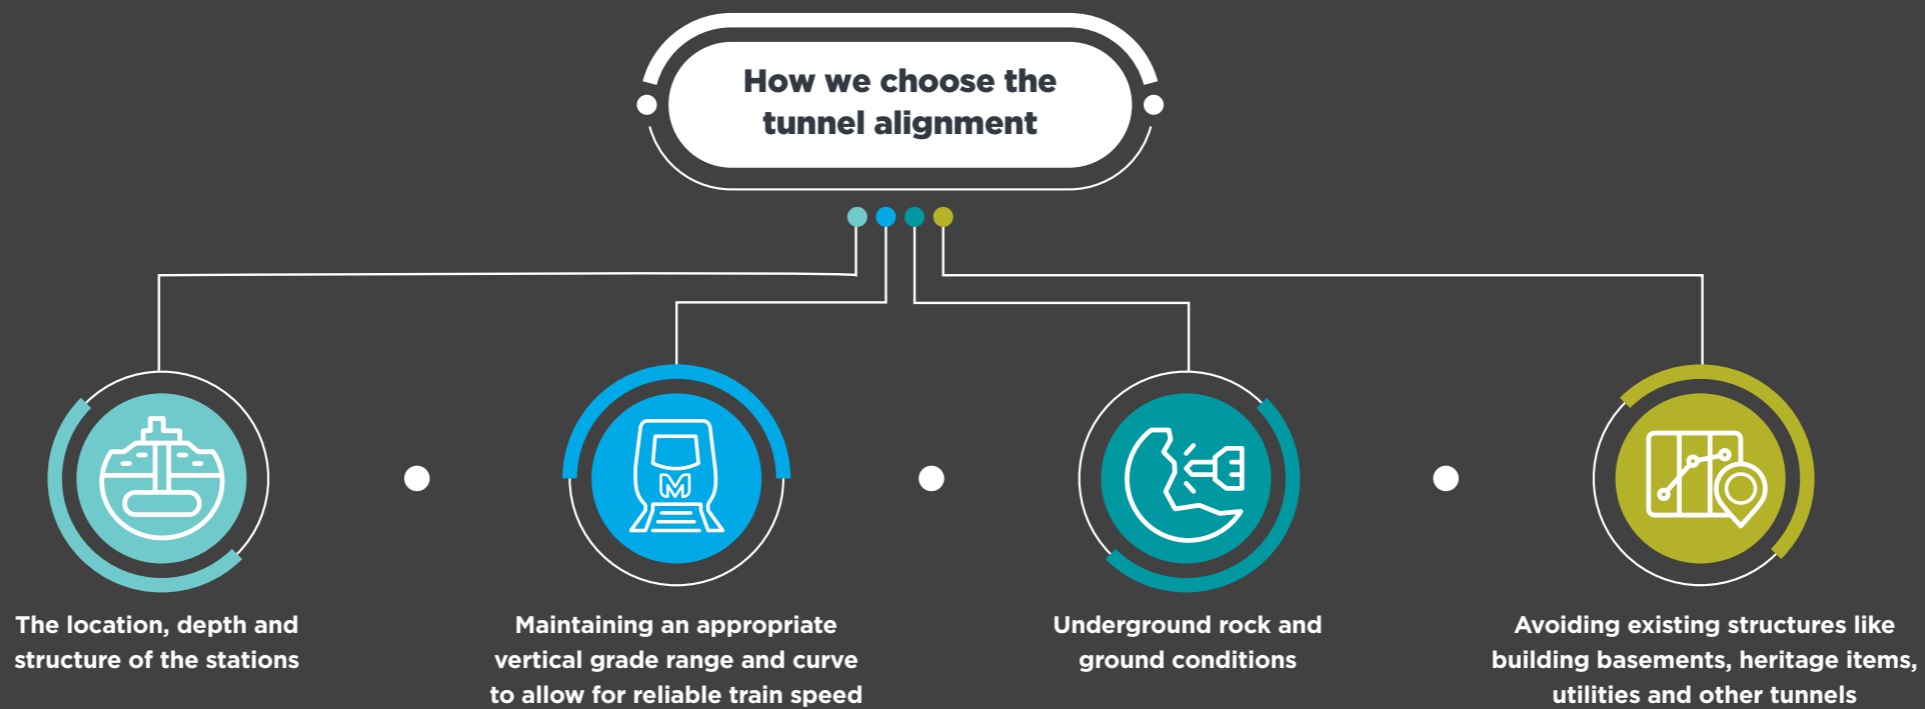 How we choose the
tunnel alignment
The location, depth and
structure of the stations
M
Maintaining an appropriate
vertical grade range and curve
to allow for reliable train speed
Underground rock and
ground conditions
Avoiding existing structures like
building basements, heritage items,
utilities and other tunnels